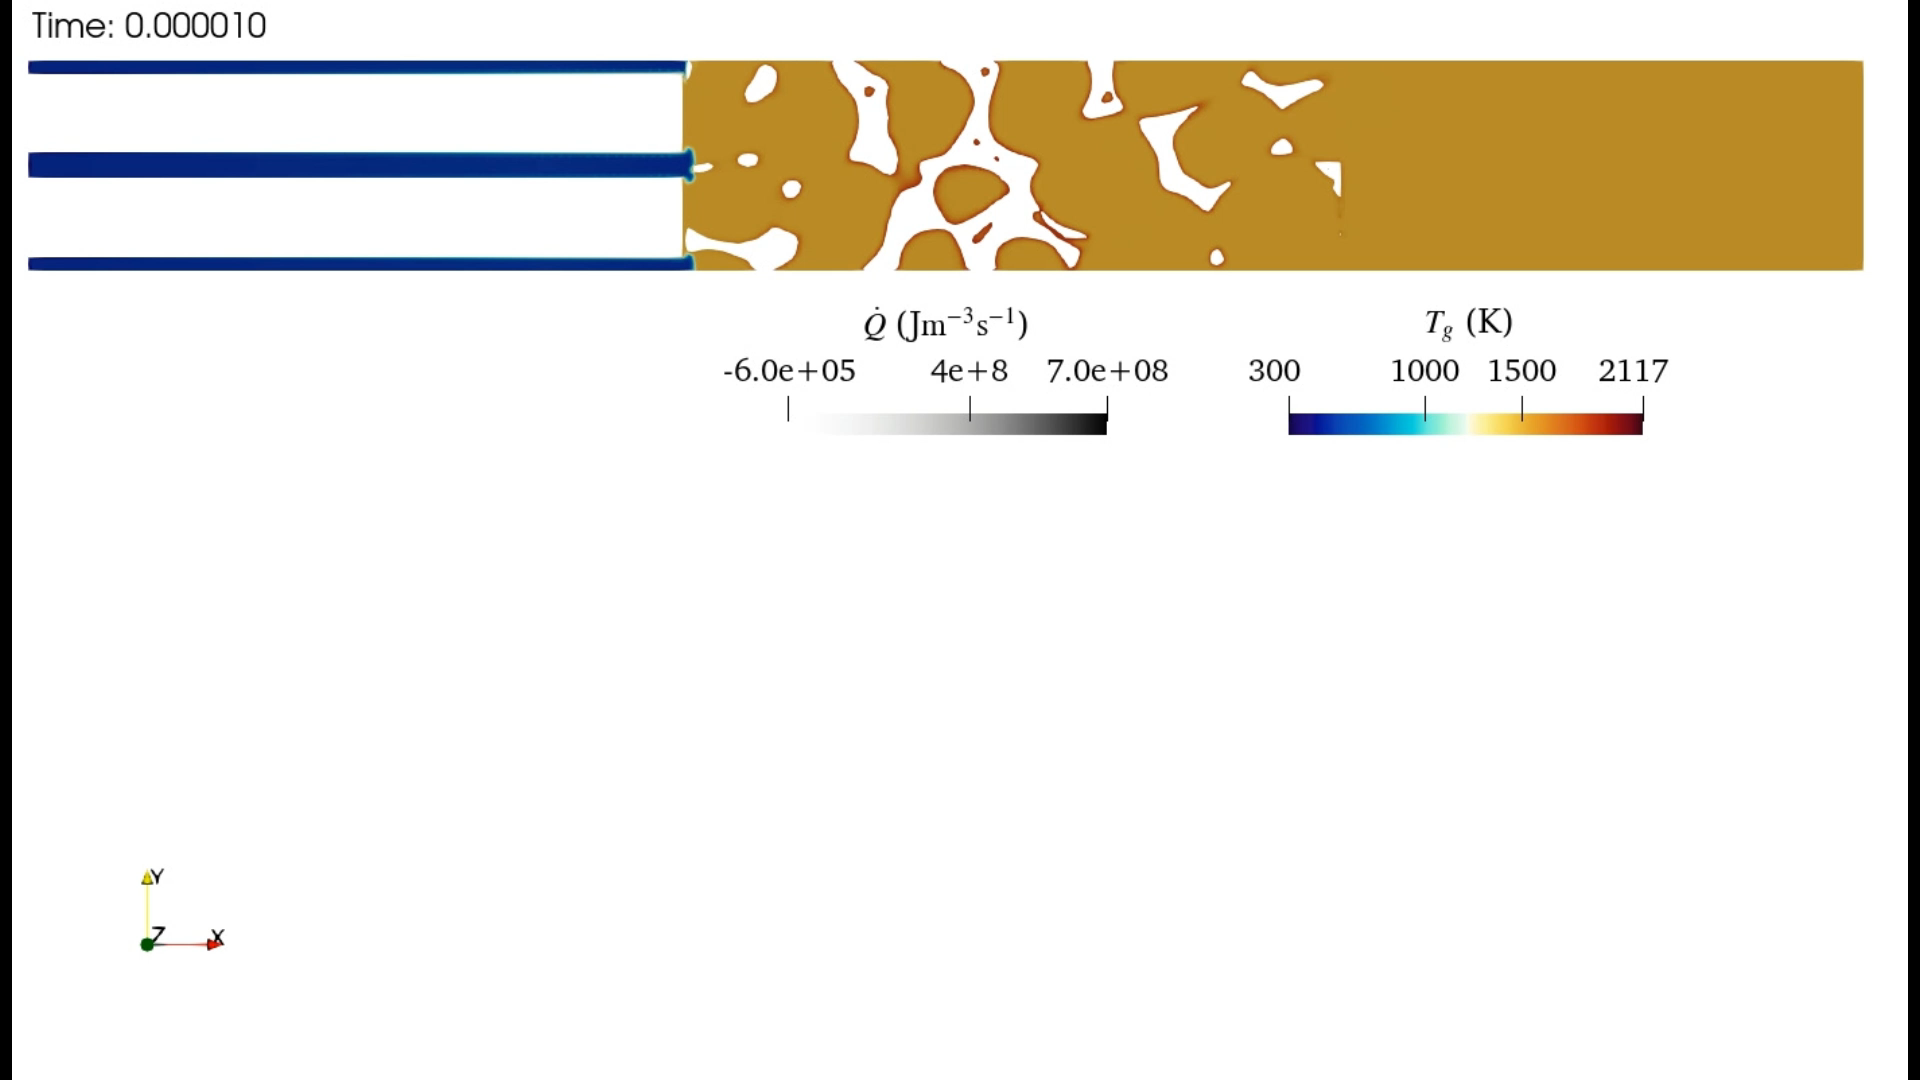 Time: 0.000010
Q̇ (Jm⁻³s⁻¹)
-6.0e+05 4e+8 7.0e+08
T_g (K)
300 1000 1500 2117
Y
Z
X